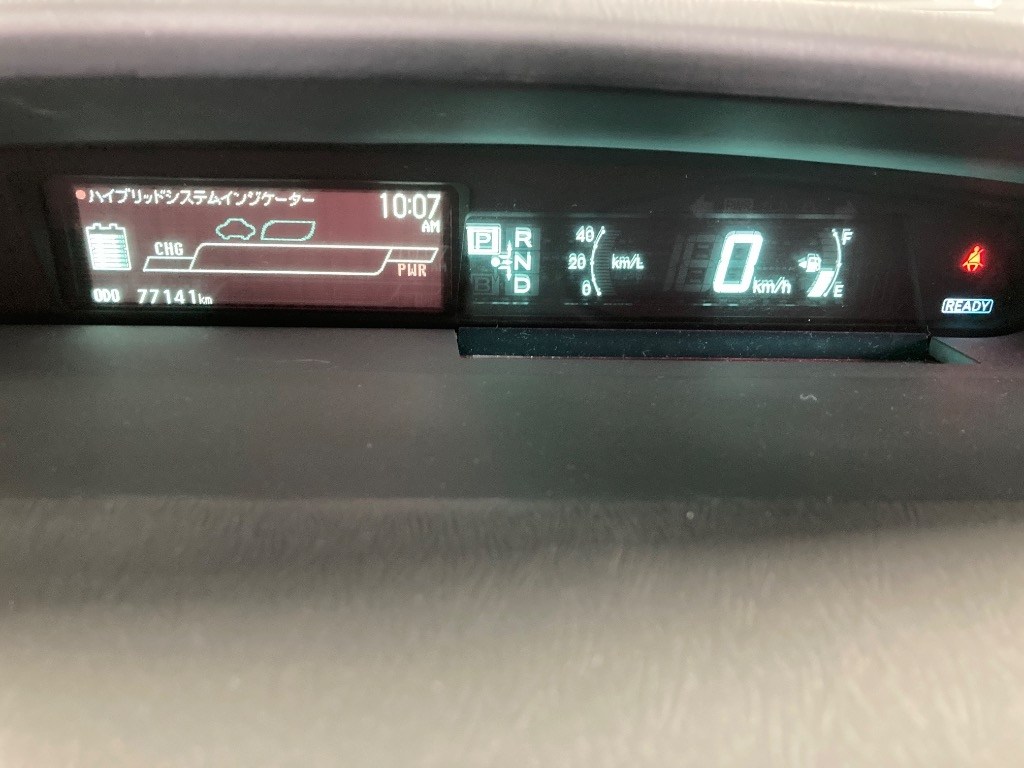 ハイブリッドシステムインジケーター
10:07
AM
CHG
PWR
ODO 77141km
P
R
N
D
B
40
20
0
km/L
0
km/h
F
E
READY